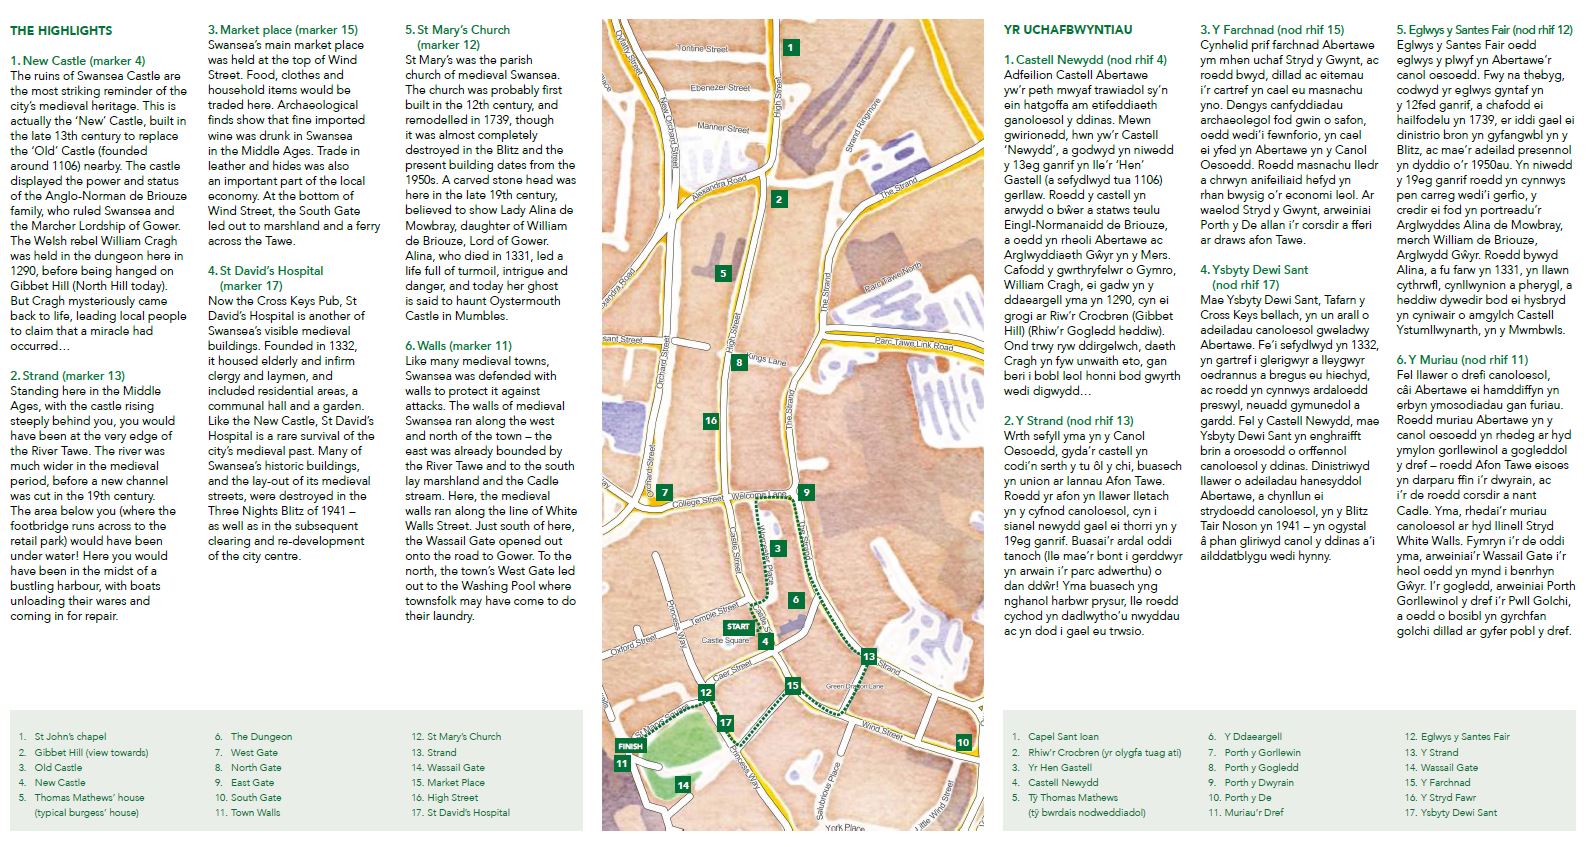 THE HIGHLIGHTS
1. New Castle (marker 4)
The ruins of Swansea Castle are
the most striking reminder of the
city's medieval heritage. This is
actually the 'New' Castle, built in
the late 13th century to replace
the 'Old' Castle (founded
around 1106) nearby. The castle
displayed the power and status
of the Anglo-Norman de Briouze
family, who ruled Swansea and
the Marcher Lordship of Gower.
The Welsh rebel William Cragh
was held in the dungeon here in
1290, before being hanged on
Gibbet Hill (North Hill today).
But Cragh mysteriously came
back to life, leading local people
to claim that a miracle had
occurred…
2. Strand (marker 13)
Standing here in the Middle
Ages, with the castle rising
steeply behind you, you would
have been at the very edge of
the River Tawe. The river was
much wider in the medieval
period, before a new channel
was cut in the 19th century.
The area below you (where the
footbridge runs across to the
retail park) would have been
under water! Here you would
have been in the midst of a
bustling harbour, with boats
unloading their wares and
coming in for repair.
3. Market place (marker 15)
Swansea's main market place
was held at the top of Wind
Street. Food, clothes and
household items would be
traded here. Archaeological
finds show that fine imported
wine was drunk in Swansea
in the Middle Ages. Trade in
leather and hides was also
an important part of the local
economy. At the bottom of
Wind Street, the South Gate
led out to marshland and a ferry
across the Tawe.
4. St David's Hospital
(marker 17)
Now the Cross Keys Pub, St
David's Hospital is another of
Swansea's visible medieval
buildings. Founded in 1332,
it housed elderly and infirm
clergy and laymen, and
included residential areas, a
communal hall and a garden.
Like the New Castle, St David's
Hospital is a rare survival of the
city's medieval past. Many of
Swansea's historic buildings,
and the lay-out of its medieval
streets, were destroyed in the
Three Nights Blitz of 1941 –
as well as in the subsequent
clearing and re-development
of the city centre.
5. St Mary's Church
(marker 12)
St Mary's was the parish
church of medieval Swansea.
The church was probably first
built in the 12th century, and
remodelled in 1739, though
it was almost completely
destroyed in the Blitz and the
present building dates from the
1950s. A carved stone head was
here in the late 19th century,
believed to show Lady Alina de
Mowbray, daughter of William
de Briouze, Lord of Gower.
Alina, who died in 1331, led a
life full of turmoil, intrigue and
danger, and today her ghost
is said to haunt Oystermouth
Castle in Mumbles.
6. Walls (marker 11)
Like many medieval towns,
Swansea was defended with
walls to protect it against
attacks. The walls of medieval
Swansea ran along the west
and north of the town – the
east was already bounded by
the River Tawe and to the south
lay marshland and the Cadle
stream. Here, the medieval
walls ran along the line of White
Walls Street. Just south of here,
the Wassail Gate opened out
onto the road to Gower. To the
north, the town's West Gate led
out to the Washing Pool where
townsfolk may have come to do
their laundry.
1. St John's chapel
2. Gibbet Hill (view towards)
3. Old Castle
4. New Castle
5. Thomas Mathews' house
(typical burgess' house)
6. The Dungeon
7. West Gate
8. North Gate
9. East Gate
10. South Gate
11. Town Walls
12. St Mary's Church
13. Strand
14. Wassail Gate
15. Market Place
16. High Street
17. St David's Hospital
Dyfatty Street
Tontine Street
1
Ebenezer Street
High Street
New Orchard Street
Manner Street
Strand Ringmore
Alexandra Road
The Strand
2
5
Parc Tawe North
The Strand
High Street
Parc Tawe Link Road
8
Kings Lane
Orchard Street
The Strand
16
Orchard Street
7
College Street
Welcome Lane
9
The Strand
Castle Street
Worcester Place
3
6
Princess Way
Temple Street
START
Castle Square
4
Oxford Street
Caer Street
13
Strand
Green Dragon Lane
12
15
St Mary's Square
17
Wind Street
10
FINISH
11
14
Princess Way
Salubrious Place
Little Wind Street
York Place
YR UCHAFBWYNTIAU
1. Castell Newydd (nod rhif 4)
Adfeilion Castell Abertawe
yw'r peth mwyaf trawiadol sy'n
ein hatgoffa am etifeddiaeth
ganoloesol y ddinas. Mewn
gwirionedd, hwn yw'r Castell
'Newydd', a godwyd yn niwedd
y 13eg ganrif yn lle'r 'Hen'
Gastell (a sefydlwyd tua 1106)
gerllaw. Roedd y castell yn
arwydd o bŵer a statws teulu
Eingl-Normanaidd de Briouze,
a oedd yn rheoli Abertawe ac
Arglwyddiaeth Gŵyr yn y Mers.
Cafodd y gwrthryfelwr o Gymro,
William Cragh, ei gadw yn y
ddaeargell yma yn 1290, cyn ei
grogi ar Riw'r Crocbren (Gibbet
Hill) (Rhiw'r Gogledd heddiw).
Ond trwy ryw ddirgelwch, daeth
Cragh yn fyw unwaith eto, gan
beri i bobl leol honni bod gwyrth
wedi digwydd…
2. Y Strand (nod rhif 13)
Wrth sefyll yma yn y Canol
Oesoedd, gyda'r castell yn
codi'n serth y tu ôl y chi, buasech
yn union ar lannau Afon Tawe.
Roedd yr afon yn llawer lletach
yn y cyfnod canoloesol, cyn i
sianel newydd gael ei thorri yn y
19eg ganrif. Buasai'r ardal oddi
tanoch (lle mae'r bont i gerddwyr
yn arwain i'r parc adwerthu) o
dan ddŵr! Yma buasech yng
nghanol harbwr prysur, lle roedd
cychod yn dadlwytho'u nwyddau
ac yn dod i gael eu trwsio.
3. Y Farchnad (nod rhif 15)
Cynhelid prif farchnad Abertawe
ym mhen uchaf Stryd y Gwynt, ac
roedd bwyd, dillad ac eitemau
i'r cartref yn cael eu masnachu
yno. Dengys canfyddiadau
archaeolegol fod gwin o safon,
oedd wedi'i fewnforio, yn cael
ei yfed yn Abertawe yn y Canol
Oesoedd. Roedd masnachu lledr
a chrwyn anifeiliaid hefyd yn
rhan bwysig o'r economi leol. Ar
waelod Stryd y Gwynt, arweiniai
Porth y De allan i'r corsdir a fferi
ar draws afon Tawe.
4. Ysbyty Dewi Sant
(nod rhif 17)
Mae Ysbyty Dewi Sant, Tafarn y
Cross Keys bellach, yn un arall o
adeiladau canoloesol gweladwy
Abertawe. Fe'i sefydlwyd yn 1332,
yn gartref i glerigwyr a lleygwyr
oedrannus a bregus eu hiechyd,
ac roedd yn cynnwys ardaloedd
preswyl, neuadd gymunedol a
gardd. Fel y Castell Newydd, mae
Ysbyty Dewi Sant yn enghraifft
brin a oroesodd o orffennol
canoloesol y ddinas. Dinistriwyd
llawer o adeiladau hanesyddol
Abertawe, a chynllun ei
strydoedd canoloesol, yn y Blitz
Tair Noson yn 1941 – yn ogystal
â phan gliriwyd canol y ddinas a'i
ailddatblygu wedi hynny.
5. Eglwys y Santes Fair (nod rhif 12)
Eglwys y Santes Fair oedd
eglwys y plwyf yn Abertawe'r
canol oesoedd. Fwy na thebyg,
codwyd yr eglwys gyntaf yn
y 12fed ganrif, a chafodd ei
hailfodelu yn 1739, er iddi gael ei
dinistrio bron yn gyfangwbl yn y
Blitz, ac mae'r adeilad presennol
yn dyddio o'r 1950au. Yn niwedd
y 19eg ganrif roedd yn cynnwys
pen carreg wedi'i gerfio, y
credir ei fod yn portreadu'r
Arglwyddes Alina de Mowbray,
merch William de Briouze,
Arglwydd Gŵyr. Roedd bywyd
Alina, a fu farw yn 1331, yn llawn
cythrwfl, cynllwynion a pherygl, a
heddiw dywedir bod ei hysbryd
yn cyniwair o amgylch Castell
Ystumllwynarth, yn y Mwmbwls.
6. Y Muriau (nod rhif 11)
Fel llawer o drefi canoloesol,
câi Abertawe ei hamddiffyn yn
erbyn ymosodiadau gan furiau.
Roedd muriau Abertawe yn y
canol oesoedd yn rhedeg ar hyd
ymylon gorllewinol a gogleddol
y dref – roedd Afon Tawe eisoes
yn darparu ffin i'r dwyrain, ac
i'r de roedd corsdir a nant
Cadle. Yma, rhedai'r muriau
canoloesol ar hyd llinell Stryd
White Walls. Fymryn i'r de oddi
yma, arweiniai'r Wassail Gate i'r
heol oedd yn mynd i benrhyn
Gŵyr. I'r gogledd, arweiniai Porth
Gorllewinol y dref i'r Pwll Golchi,
a oedd o bosibl yn gyrchfan
golchi dillad ar gyfer pobl y dref.
1. Capel Sant Ioan
2. Rhiw'r Crocbren (yr olygfa tuag ati)
3. Yr Hen Gastell
4. Castell Newydd
5. Tŷ Thomas Mathews
(tŷ bwrdais nodweddiadol)
6. Y Ddaeargell
7. Porth y Gorllewin
8. Porth y Gogledd
9. Porth y Dwyrain
10. Porth y De
11. Muriau'r Dref
12. Eglwys y Santes Fair
13. Y Strand
14. Wassail Gate
15. Y Farchnad
16. Y Stryd Fawr
17. Ysbyty Dewi Sant